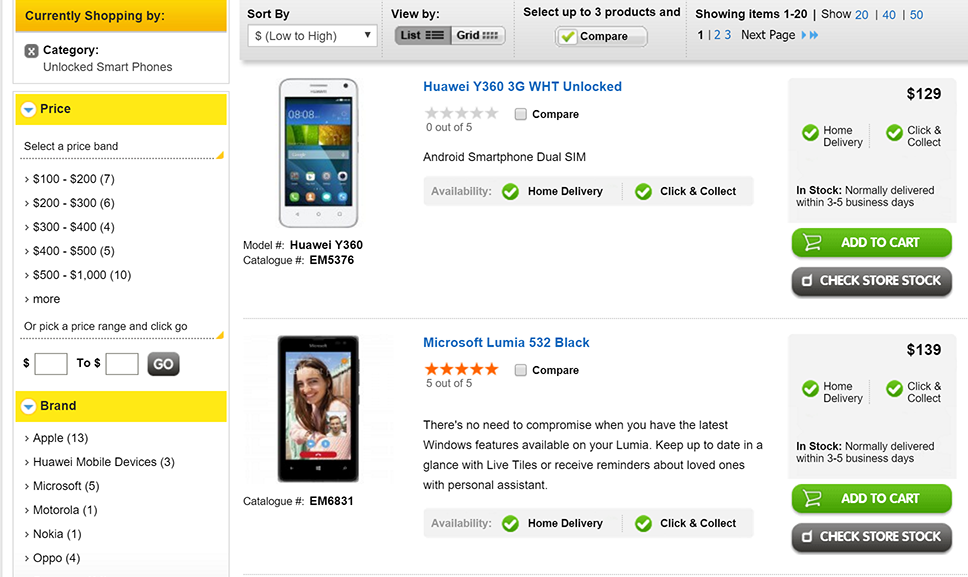 Currently Shopping by:
Category:
Unlocked Smart Phones
Price
Select a price band
› $100 - $200 (7)
› $200 - $300 (6)
› $300 - $400 (4)
› $400 - $500 (5)
› $500 - $1,000 (10)
› more
Or pick a price range and click go
$ To $ GO
Brand
› Apple (13)
› Huawei Mobile Devices (3)
› Microsoft (5)
› Motorola (1)
› Nokia (1)
› Oppo (4)
Sort By
$ (Low to High)
View by:
List Grid
Select up to 3 products and
Compare
Showing items 1-20 | Show 20 | 40 | 50
1 | 2 3 Next Page
HUAWEI
08:08
Huawei Y360 3G WHT Unlocked
Compare
0 out of 5
Android Smartphone Dual SIM
Availability: Home Delivery Click & Collect
Model #: Huawei Y360
Catalogue #: EM5376
$129
Home Delivery
Click & Collect
In Stock: Normally delivered
within 3-5 business days
ADD TO CART
CHECK STORE STOCK
Microsoft
Microsoft Lumia 532 Black
Compare
5 out of 5
There's no need to compromise when you have the latest
Windows features available on your Lumia. Keep up to date in a
glance with Live Tiles or receive reminders about loved ones
with personal assistant.
Availability: Home Delivery Click & Collect
Catalogue #: EM6831
$139
Home Delivery
Click & Collect
In Stock: Normally delivered
within 3-5 business days
ADD TO CART
CHECK STORE STOCK